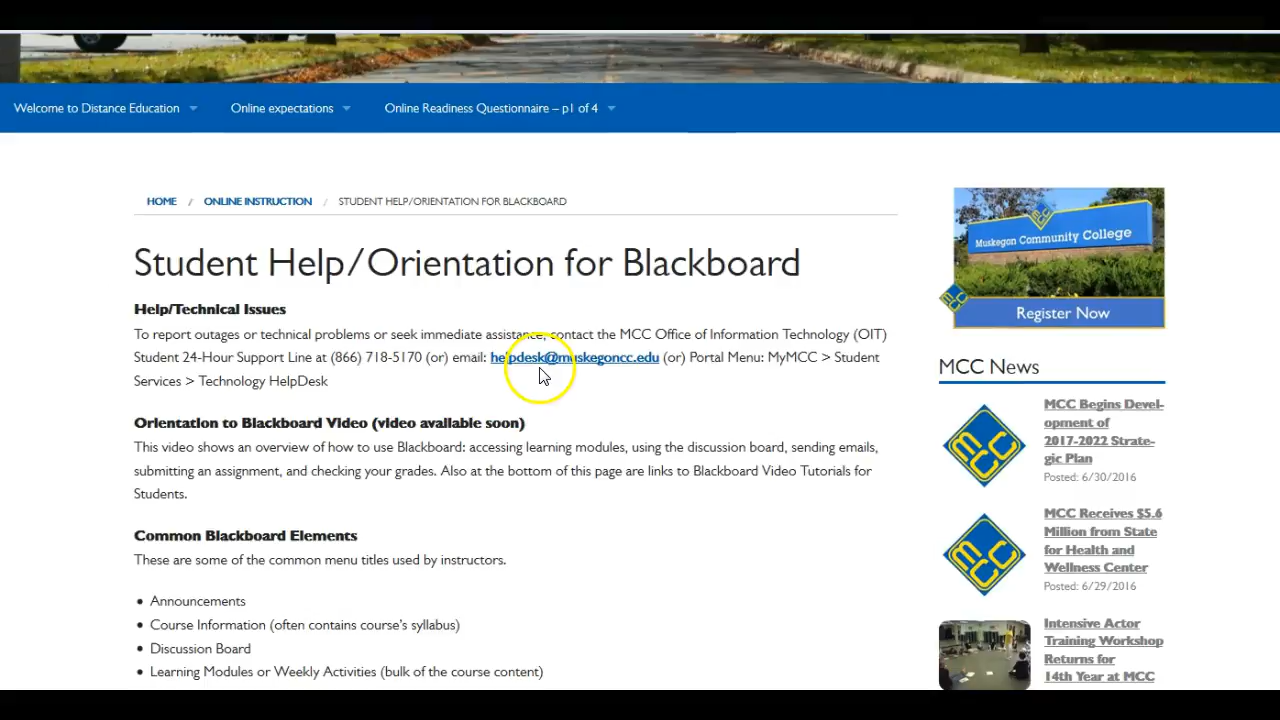 Welcome to Distance Education
Online expectations
Online Readiness Questionnaire – p1 of 4
HOME / ONLINE INSTRUCTION / STUDENT HELP/ORIENTATION FOR BLACKBOARD
Student Help/Orientation for Blackboard
Help/Technical Issues
To report outages or technical problems or seek immediate assistance, contact the MCC Office of Information Technology (OIT)
Student 24-Hour Support Line at (866) 718-5170 (or) email: helpdesk@muskegoncc.edu (or) Portal Menu: MyMCC > Student
Services > Technology HelpDesk
Orientation to Blackboard Video (video available soon)
This video shows an overview of how to use Blackboard: accessing learning modules, using the discussion board, sending emails,
submitting an assignment, and checking your grades. Also at the bottom of this page are links to Blackboard Video Tutorials for
Students.
Common Blackboard Elements
These are some of the common menu titles used by instructors.
• Announcements
• Course Information (often contains course's syllabus)
• Discussion Board
• Learning Modules or Weekly Activities (bulk of the course content)
MCC
Muskegon Community College
MCC
Register Now
MCC News
MCC
MCC Begins Devel-
opment of
2017-2022 Strate-
gic Plan
Posted: 6/30/2016
MCC
MCC Receives $5.6
Million from State
for Health and
Wellness Center
Posted: 6/29/2016
Intensive Actor
Training Workshop
Returns for
14th Year at MCC